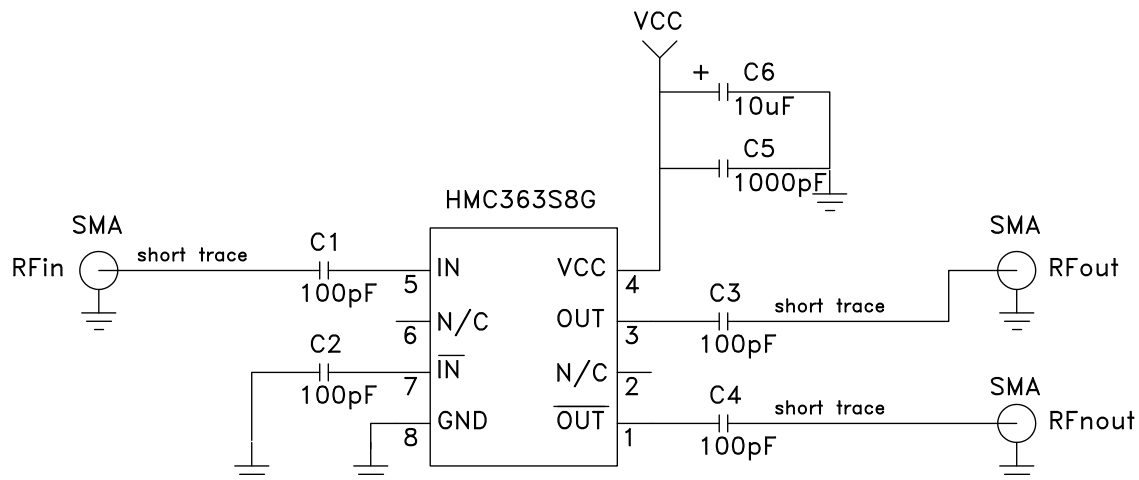 VCC
+ C6
10uF
C5
1000pF
HMC363S8G
SMA
RFin
short trace
C1
100pF
5
IN
VCC
4
SMA
RFout
6
N/C
OUT
3
C3
100pF
short trace
C2
100pF
7
IN
N/C
2
8
GND
OUT
1
C4
100pF
short trace
SMA
RFnout